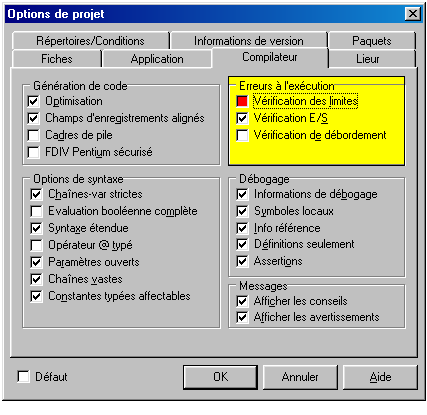 Options de projet
Répertoires/Conditions
Informations de version
Paquets
Fiches
Application
Compilateur
Lieur
Génération de code
Optimisation
Champs d'enregistrements alignés
Cadres de pile
FDIV Pentium sécurisé
Erreurs à l'exécution
Vérification des limites
Vérification E/S
Vérification de débordement
Options de syntaxe
Chaînes-var strictes
Evaluation booléenne complète
Syntaxe étendue
Opérateur @ typé
Paramètres ouverts
Chaînes vastes
Constantes typées affectables
Débogage
Informations de débogage
Symboles locaux
Info référence
Définitions seulement
Assertions
Messages
Afficher les conseils
Afficher les avertissements
Défaut
OK
Annuler
Aide